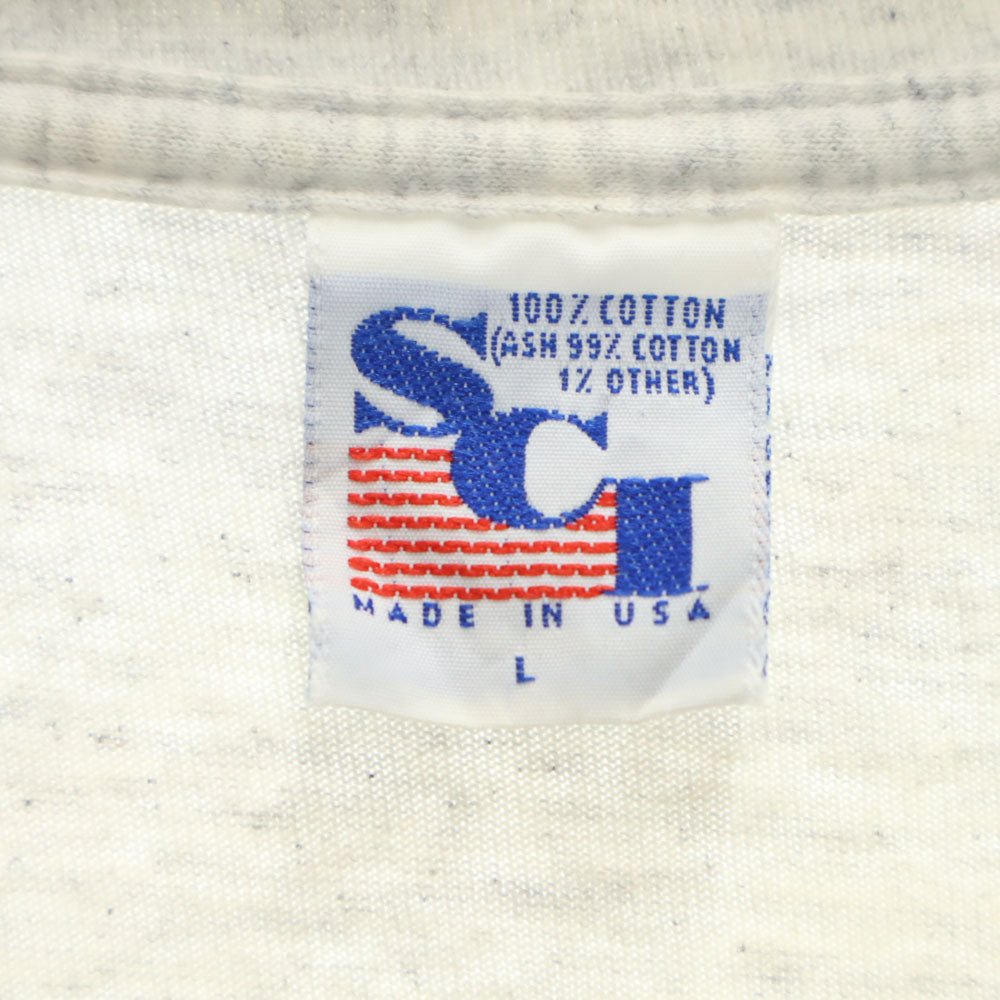 100% COTTON
(ASH 99% COTTON
1% OTHER)
SCI
MADE IN USA
L